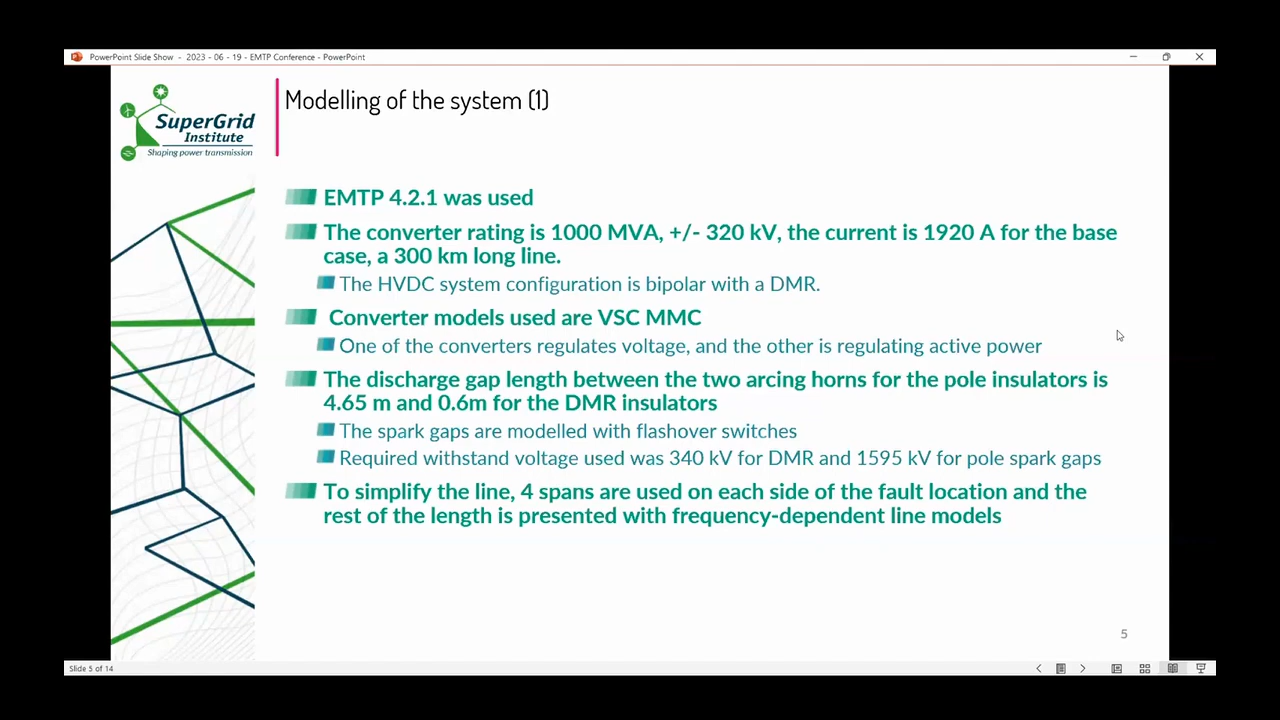 PowerPoint Slide Show - 2023 - 06 - 19 - EMTP Conference - PowerPoint
SuperGrid
Institute
Shaping power transmission
Modelling of the system (1)
EMTP 4.2.1 was used
The converter rating is 1000 MVA, +/- 320 kV, the current is 1920 A for the base
case, a 300 km long line.
The HVDC system configuration is bipolar with a DMR.
Converter models used are VSC MMC
One of the converters regulates voltage, and the other is regulating active power
The discharge gap length between the two arcing horns for the pole insulators is
4.65 m and 0.6m for the DMR insulators
The spark gaps are modelled with flashover switches
Required withstand voltage used was 340 kV for DMR and 1595 kV for pole spark gaps
To simplify the line, 4 spans are used on each side of the fault location and the
rest of the length is presented with frequency-dependent line models
5
Slide 5 of 14